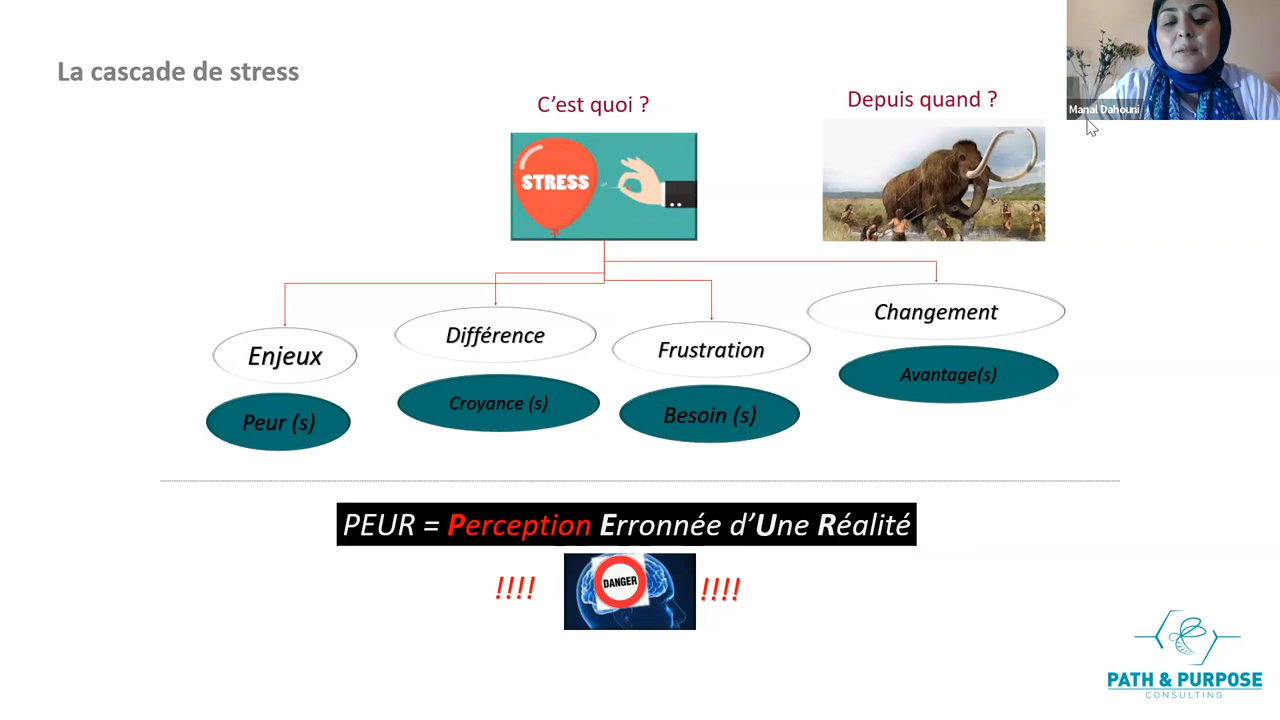 La cascade de stress
C'est quoi ?
Depuis quand ?
Manal Dahouni
STRESS
Enjeux
Différence
Frustration
Changement
Peur (s)
Croyance (s)
Besoin (s)
Avantage(s)
PEUR = Perception Erronnée d'Une Réalité
!!!!
DANGER
!!!!
PATH & PURPOSE
CONSULTING